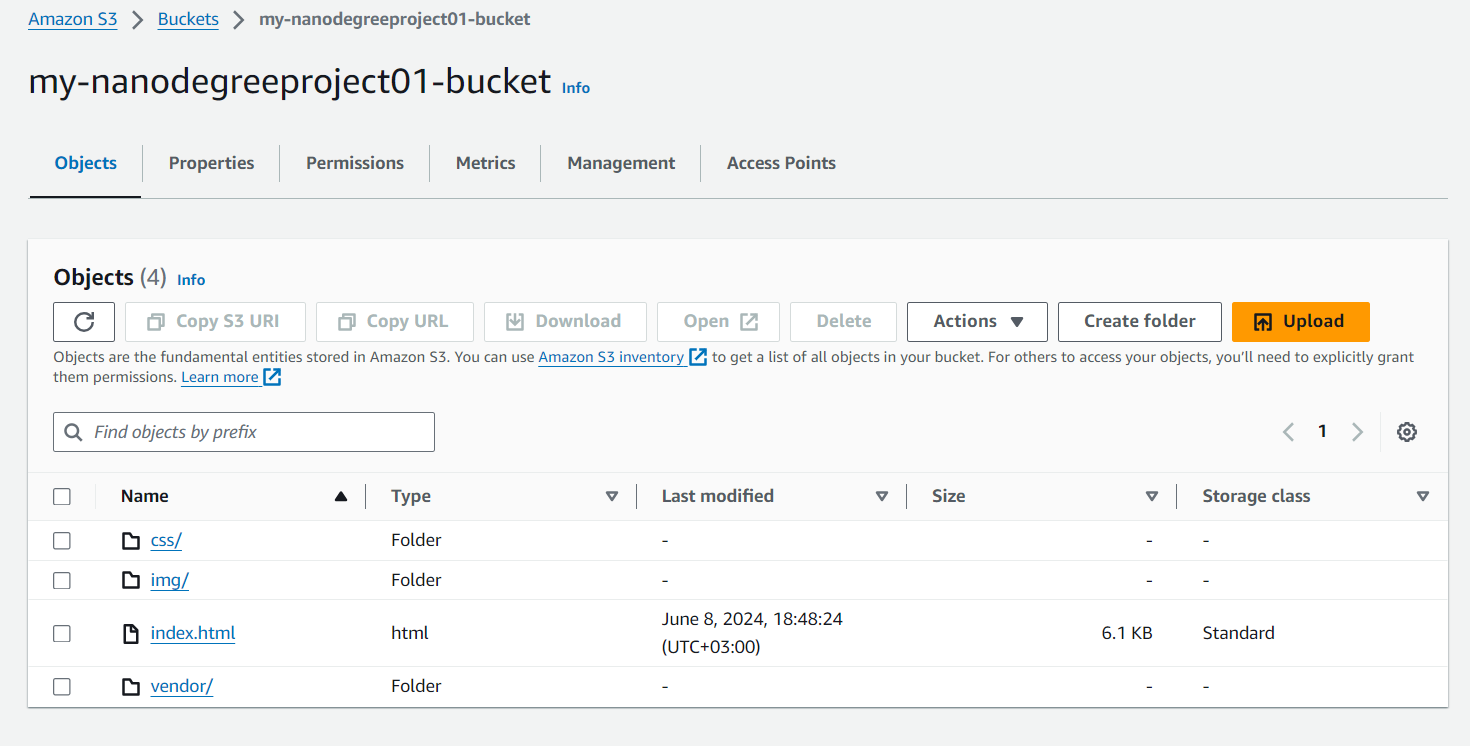 Amazon S3 > Buckets > my-nanodegreeproject01-bucket
my-nanodegreeproject01-bucket Info
Objects Properties Permissions Metrics Management Access Points
Objects (4) Info
Copy S3 URI Copy URL Download Open Delete Actions Create folder Upload
Objects are the fundamental entities stored in Amazon S3. You can use Amazon S3 inventory to get a list of all objects in your bucket. For others to access your objects, you’ll need to explicitly grant
them permissions. Learn more
Find objects by prefix 1
Name Type Last modified Size Storage class
css/ Folder - - -
img/ Folder - - -
index.html html June 8, 2024, 18:48:24 (UTC+03:00) 6.1 KB Standard
vendor/ Folder - - -